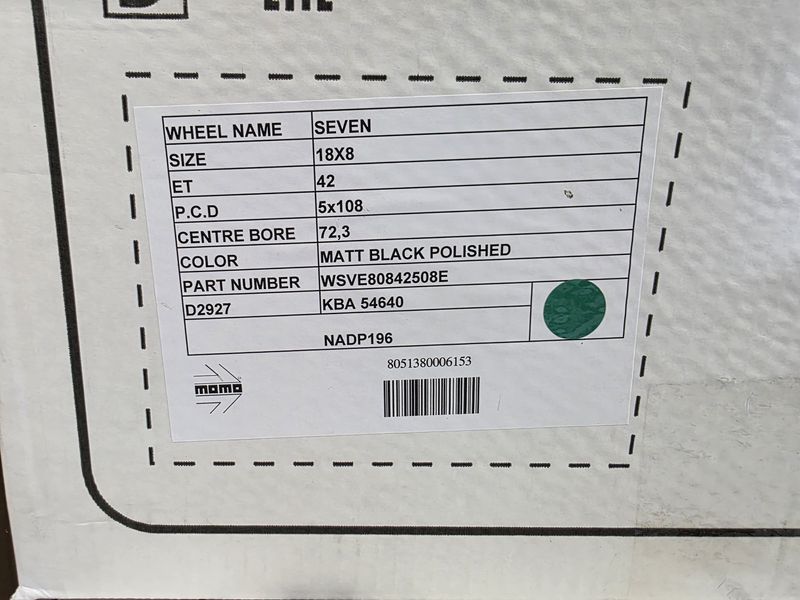 WHEEL NAME SEVEN
SIZE 18X8
ET 42
P.C.D 5x108
CENTRE BORE 72,3
COLOR MATT BLACK POLISHED
PART NUMBER WSVE80842508E
D2927 KBA 54640
NADP196
8051380006153
momo